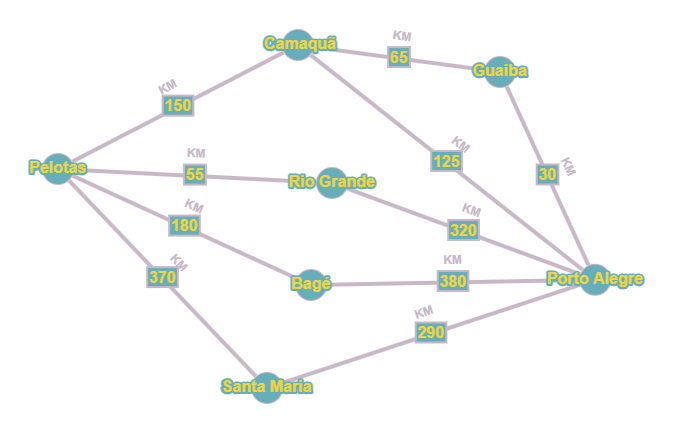 Camaquã
KM
65
Guaiba
KM
150
KM
125
Pelotas
KM
55
Rio Grande
KM
30
KM
180
KM
320
KM
370
Bagé
KM
380
Porto Alegre
KM
290
Santa Maria